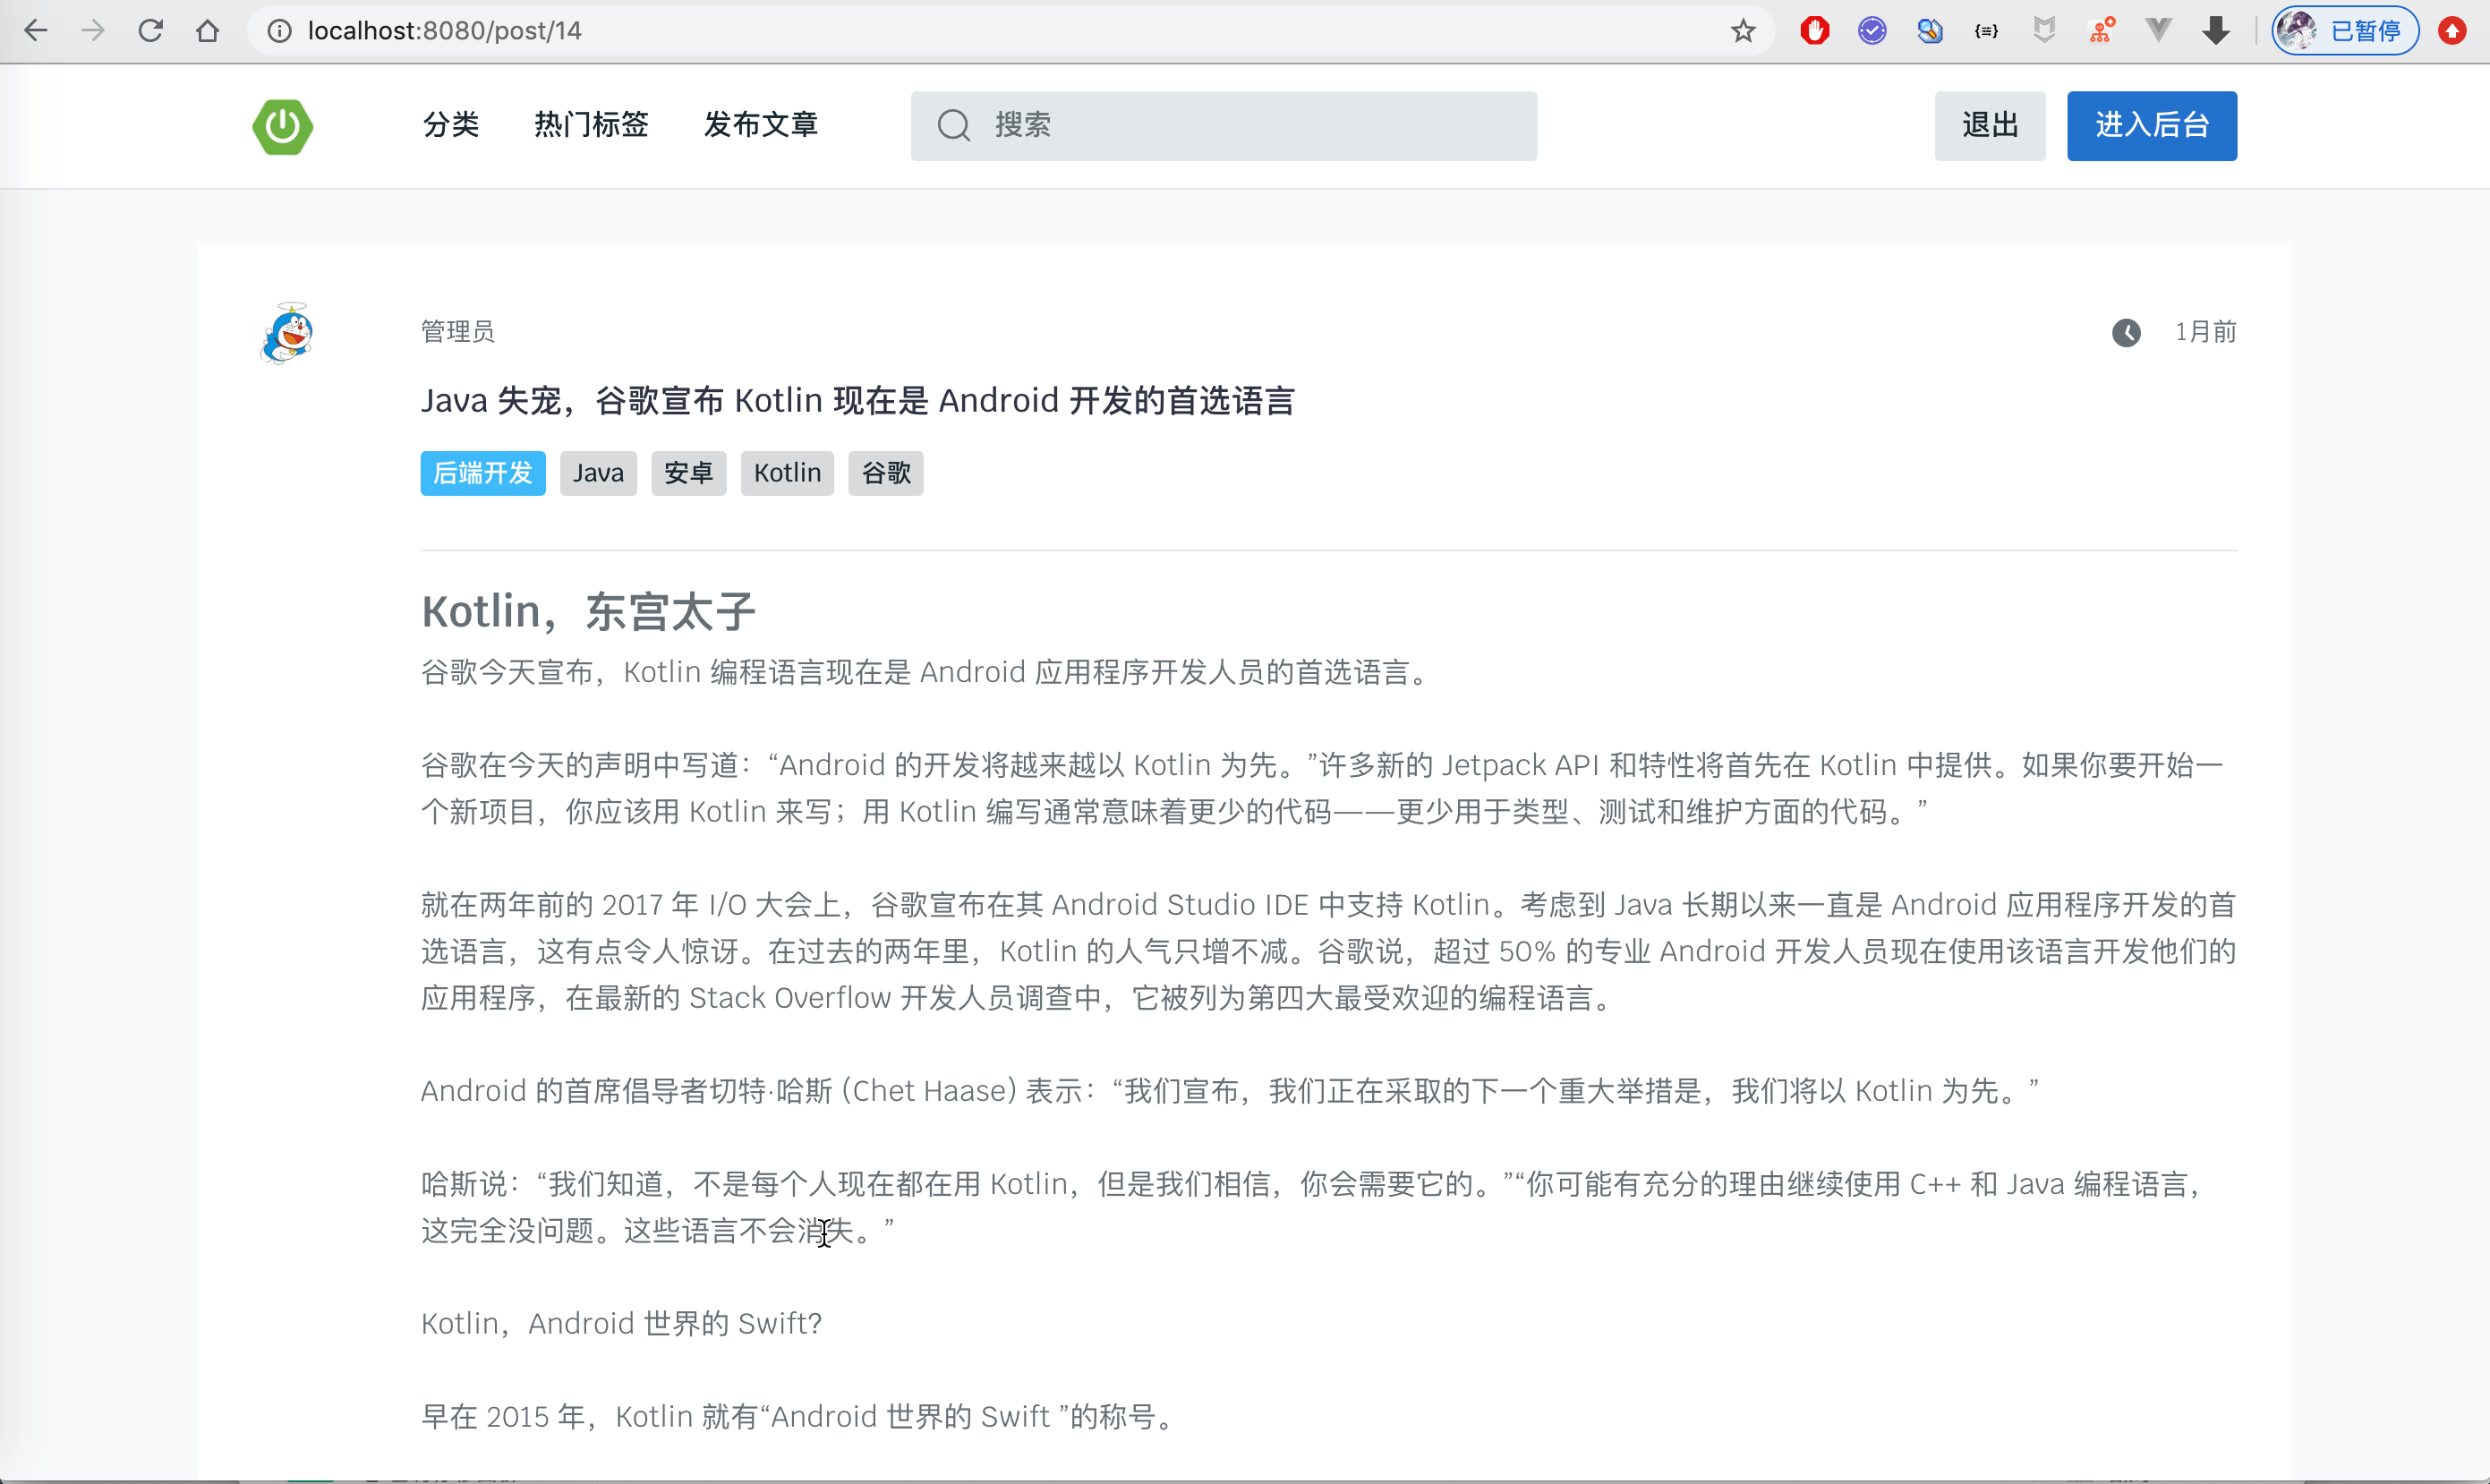 localhost:8080/post/14
已暂停
分类 热门标签 发布文章 搜索 退出 进入后台
管理员 1月前
Java 失宠，谷歌宣布 Kotlin 现在是 Android 开发的首选语言
后端开发 Java 安卓 Kotlin 谷歌
Kotlin，东宫太子
谷歌今天宣布，Kotlin 编程语言现在是 Android 应用程序开发人员的首选语言。
谷歌在今天的声明中写道：“Android 的开发将越来越以 Kotlin 为先。”许多新的 Jetpack API 和特性将首先在 Kotlin 中提供。如果你要开始一
个新项目，你应该用 Kotlin 来写；用 Kotlin 编写通常意味着更少的代码——更少用于类型、测试和维护方面的代码。”
就在两年前的 2017 年 I/O 大会上，谷歌宣布在其 Android Studio IDE 中支持 Kotlin。考虑到 Java 长期以来一直是 Android 应用程序开发的首
选语言，这有点令人惊讶。在过去的两年里，Kotlin 的人气只增不减。谷歌说，超过 50% 的专业 Android 开发人员现在使用该语言开发他们的
应用程序，在最新的 Stack Overflow 开发人员调查中，它被列为第四大最受欢迎的编程语言。
Android 的首席倡导者切特·哈斯 (Chet Haase) 表示：“我们宣布，我们正在采取的下一个重大举措是，我们将以 Kotlin 为先。”
哈斯说：“我们知道，不是每个人现在都在用 Kotlin，但是我们相信，你会需要它的。”“你可能有充分的理由继续使用 C++ 和 Java 编程语言，
这完全没问题。这些语言不会消失。”
Kotlin，Android 世界的 Swift?
早在 2015 年，Kotlin 就有“Android 世界的 Swift ”的称号。